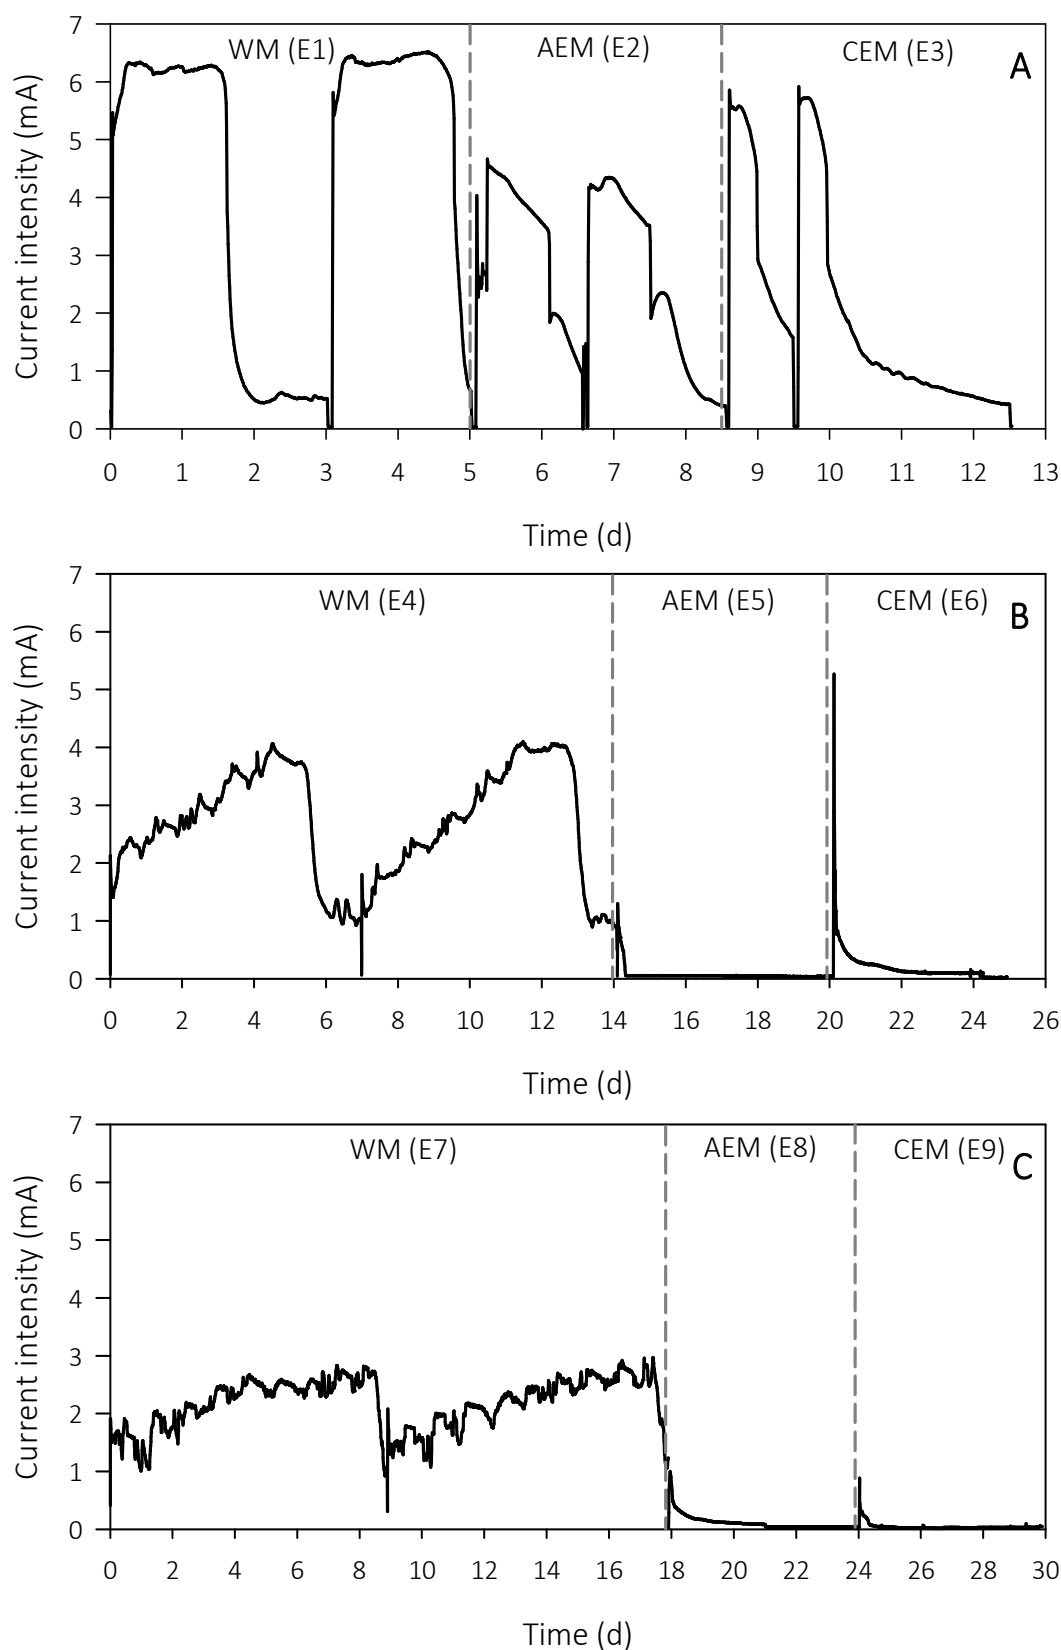 Current intensity (mA)
7
6
5
4
3
2
1
0
WM (E1)
AEM (E2)
CEM (E3)
A
0 1 2 3 4 5 6 7 8 9 10 11 12 13
Time (d)
Current intensity (mA)
7
6
5
4
3
2
1
0
WM (E4)
AEM (E5)
CEM (E6)
B
0 2 4 6 8 10 12 14 16 18 20 22 24 26
Time (d)
Current intensity (mA)
7
6
5
4
3
2
1
0
WM (E7)
AEM (E8)
CEM (E9)
C
0 2 4 6 8 10 12 14 16 18 20 22 24 26 28 30
Time (d)